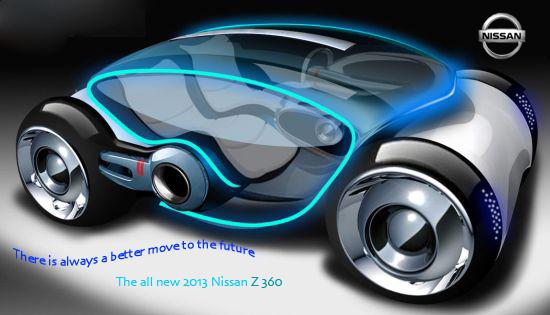 NISSAN
There is always a better move to the future
The all new 2013 Nissan Z 360